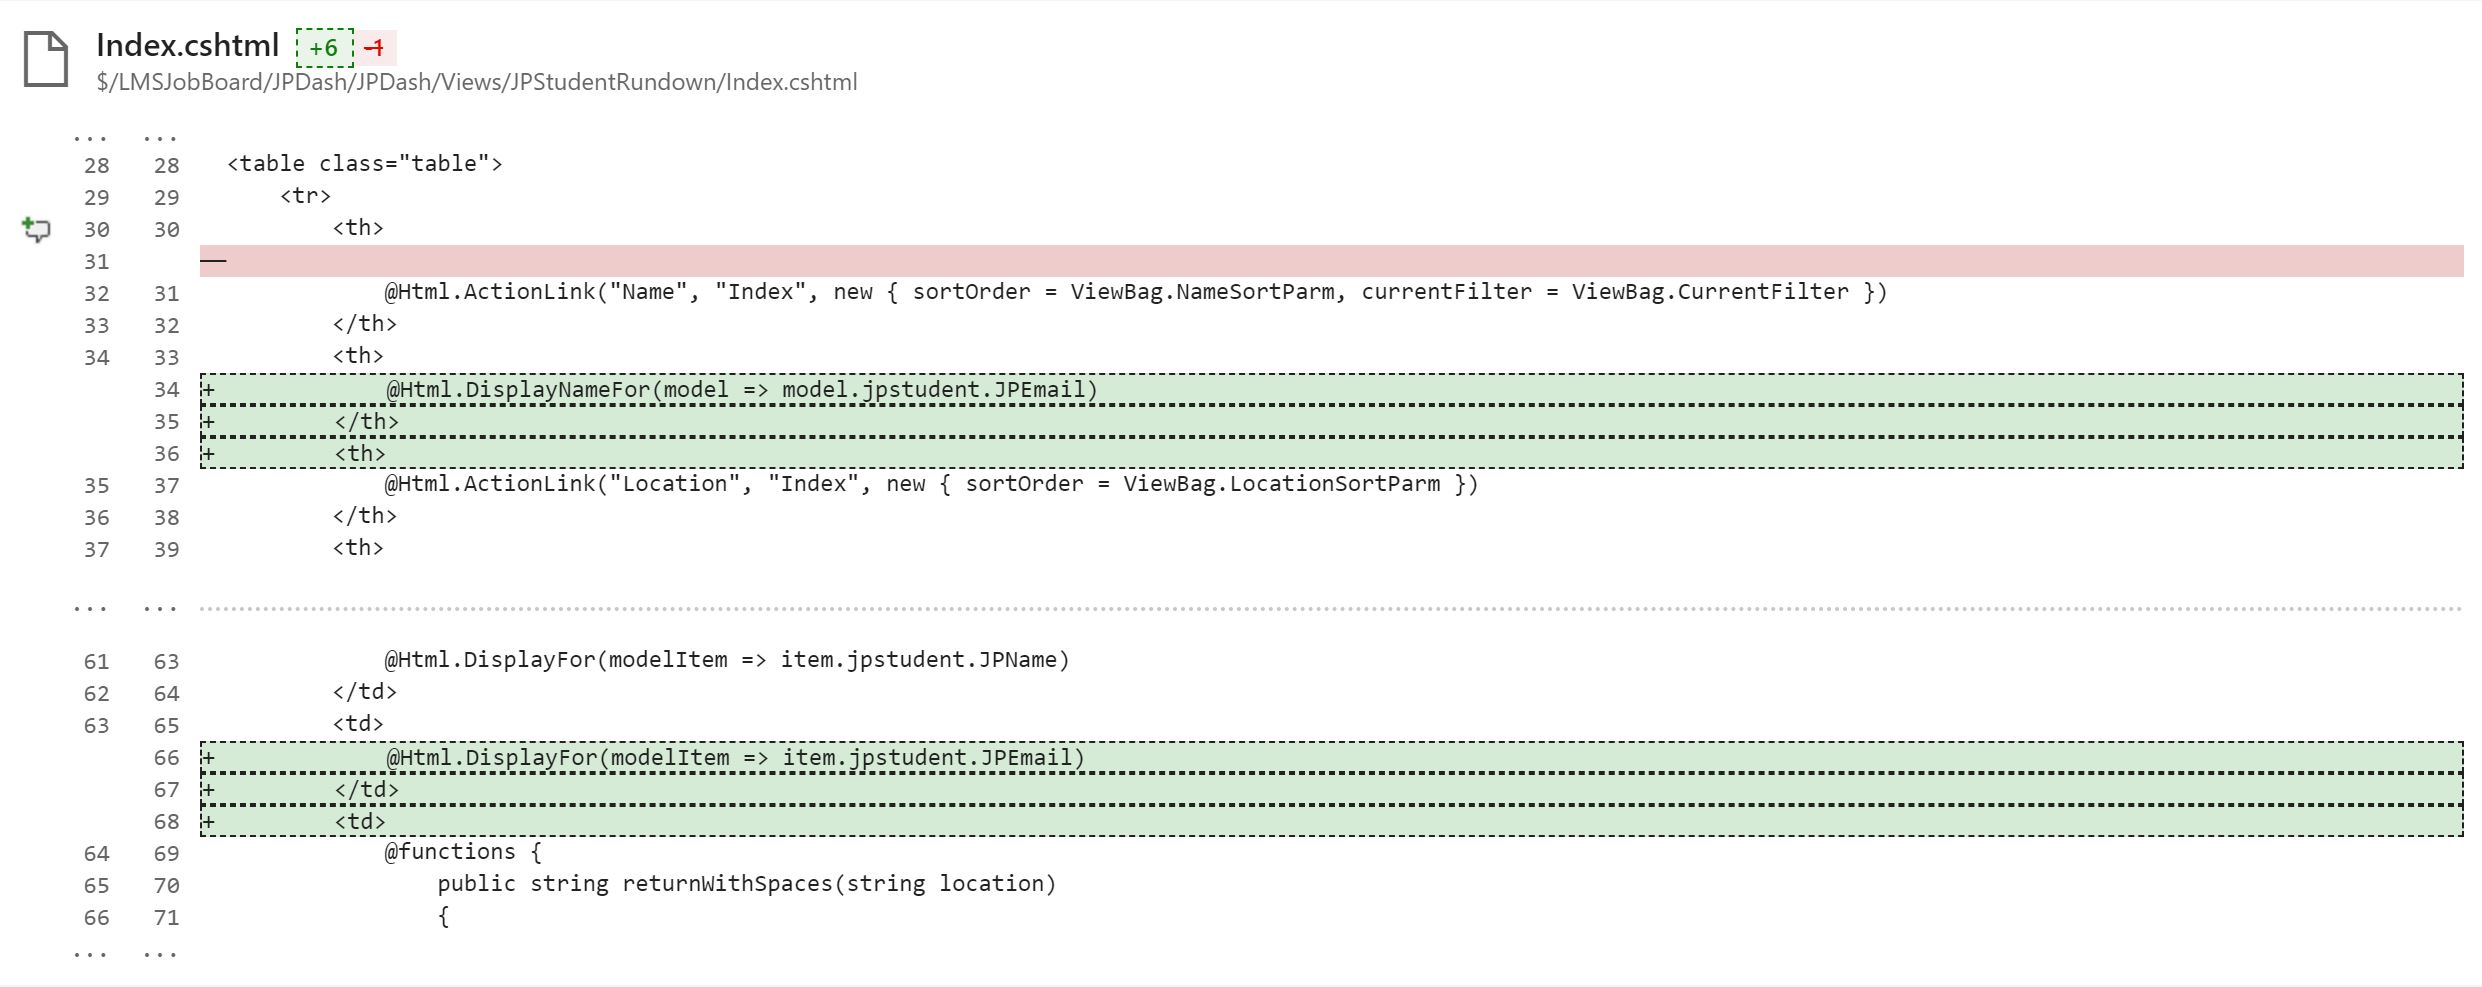 Index.cshtml +6 -1
$/LMSJobBoard/JPDash/JPDash/Views/JPStudentRundown/Index.cshtml
... ...
28 28 <table class="table">
29 29 <tr>
30 30 <th>
31 —
32 31 @Html.ActionLink("Name", "Index", new { sortOrder = ViewBag.NameSortParm, currentFilter = ViewBag.CurrentFilter })
33 32 </th>
34 33 <th>
34 + @Html.DisplayNameFor(model => model.jpstudent.JPEmail)
35 + </th>
36 + <th>
35 37 @Html.ActionLink("Location", "Index", new { sortOrder = ViewBag.LocationSortParm })
36 38 </th>
37 39 <th>
... ...
61 63 @Html.DisplayFor(modelItem => item.jpstudent.JPName)
62 64 </td>
63 65 <td>
66 + @Html.DisplayFor(modelItem => item.jpstudent.JPEmail)
67 + </td>
68 + <td>
64 69 @functions {
65 70 public string returnWithSpaces(string location)
66 71 {
... ...